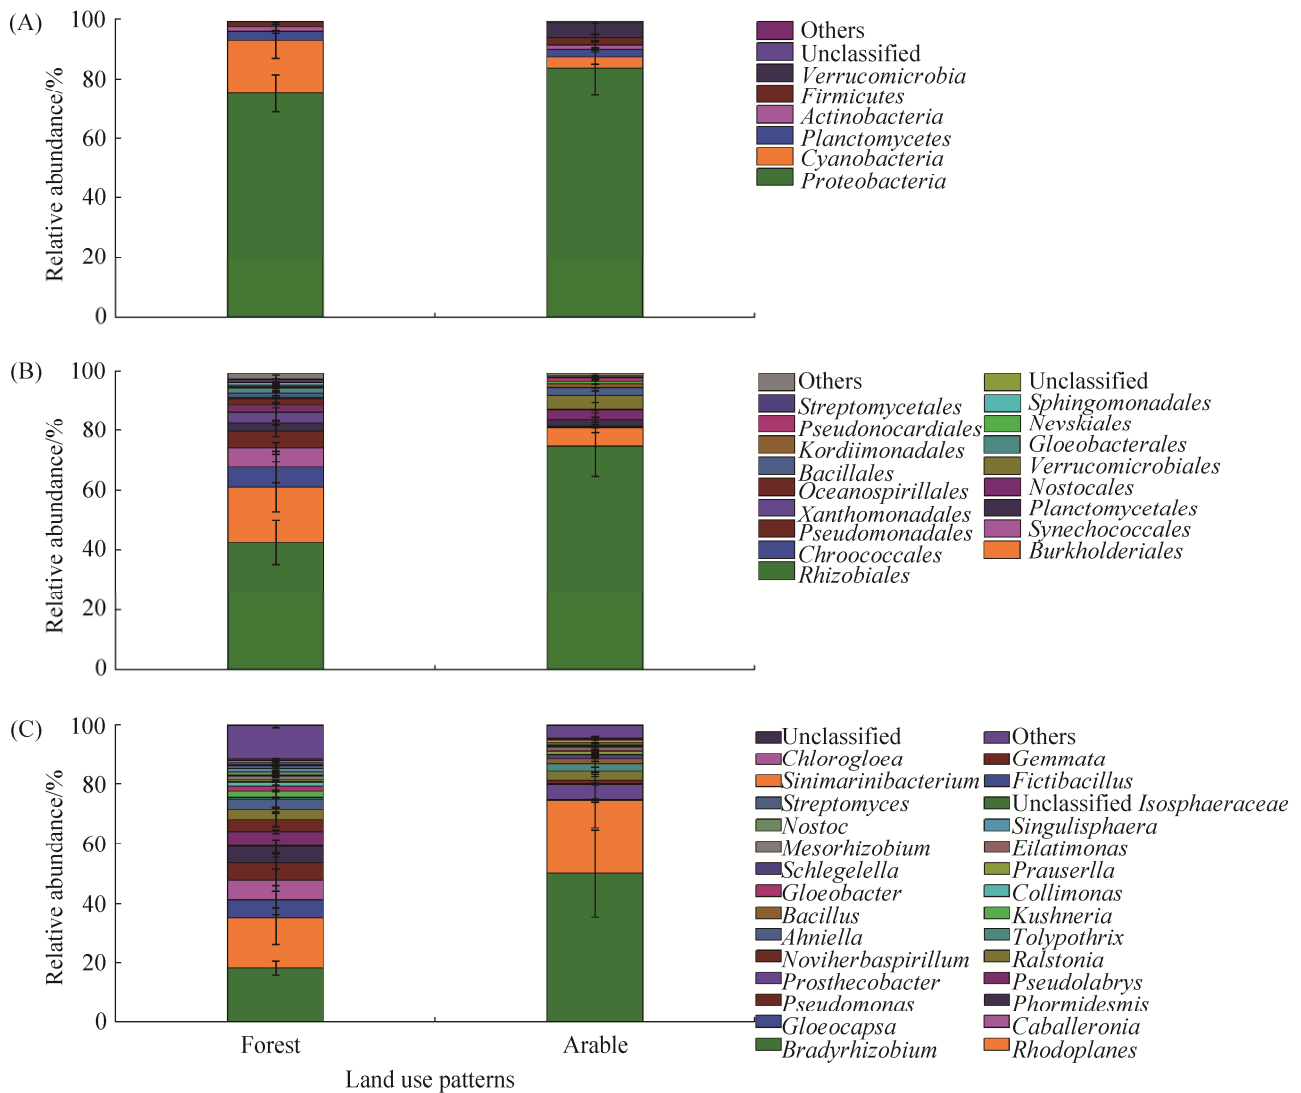 (A)
Relative abundance/%
100
80
60
40
20
0
Others
Unclassified
Verrucomicrobia
Firmicutes
Actinobacteria
Planctomycetes
Cyanobacteria
Proteobacteria
(B)
Relative abundance/%
100
80
60
40
20
0
Others
Streptomycetales
Pseudonocardiales
Kordiimonadales
Bacillales
Oceanospirillales
Xanthomonadales
Pseudomonadales
Chroococcales
Rhizobiales
Unclassified
Sphingomonadales
Nevskiales
Gloeobacterales
Verrucomicrobiales
Nostocales
Planctomycetales
Synechococcales
Burkholderiales
(C)
Relative abundance/%
100
80
60
40
20
0
Forest
Arable
Land use patterns
Unclassified
Chlorogloea
Sinimarinibacterium
Streptomyces
Nostoc
Mesorhizobium
Schlegelella
Gloeobacter
Bacillus
Ahniella
Noviherbaspirillum
Prosthecobacter
Pseudomonas
Gloeocapsa
Bradyrhizobium
Others
Gemmata
Fictibacillus
Unclassified Isosphaeraceae
Singulisphaera
Eilatimonas
Prauserlla
Collimonas
Kushneria
Tolypothrix
Ralstonia
Pseudolabrys
Phormidesmis
Caballeronia
Rhodoplanes